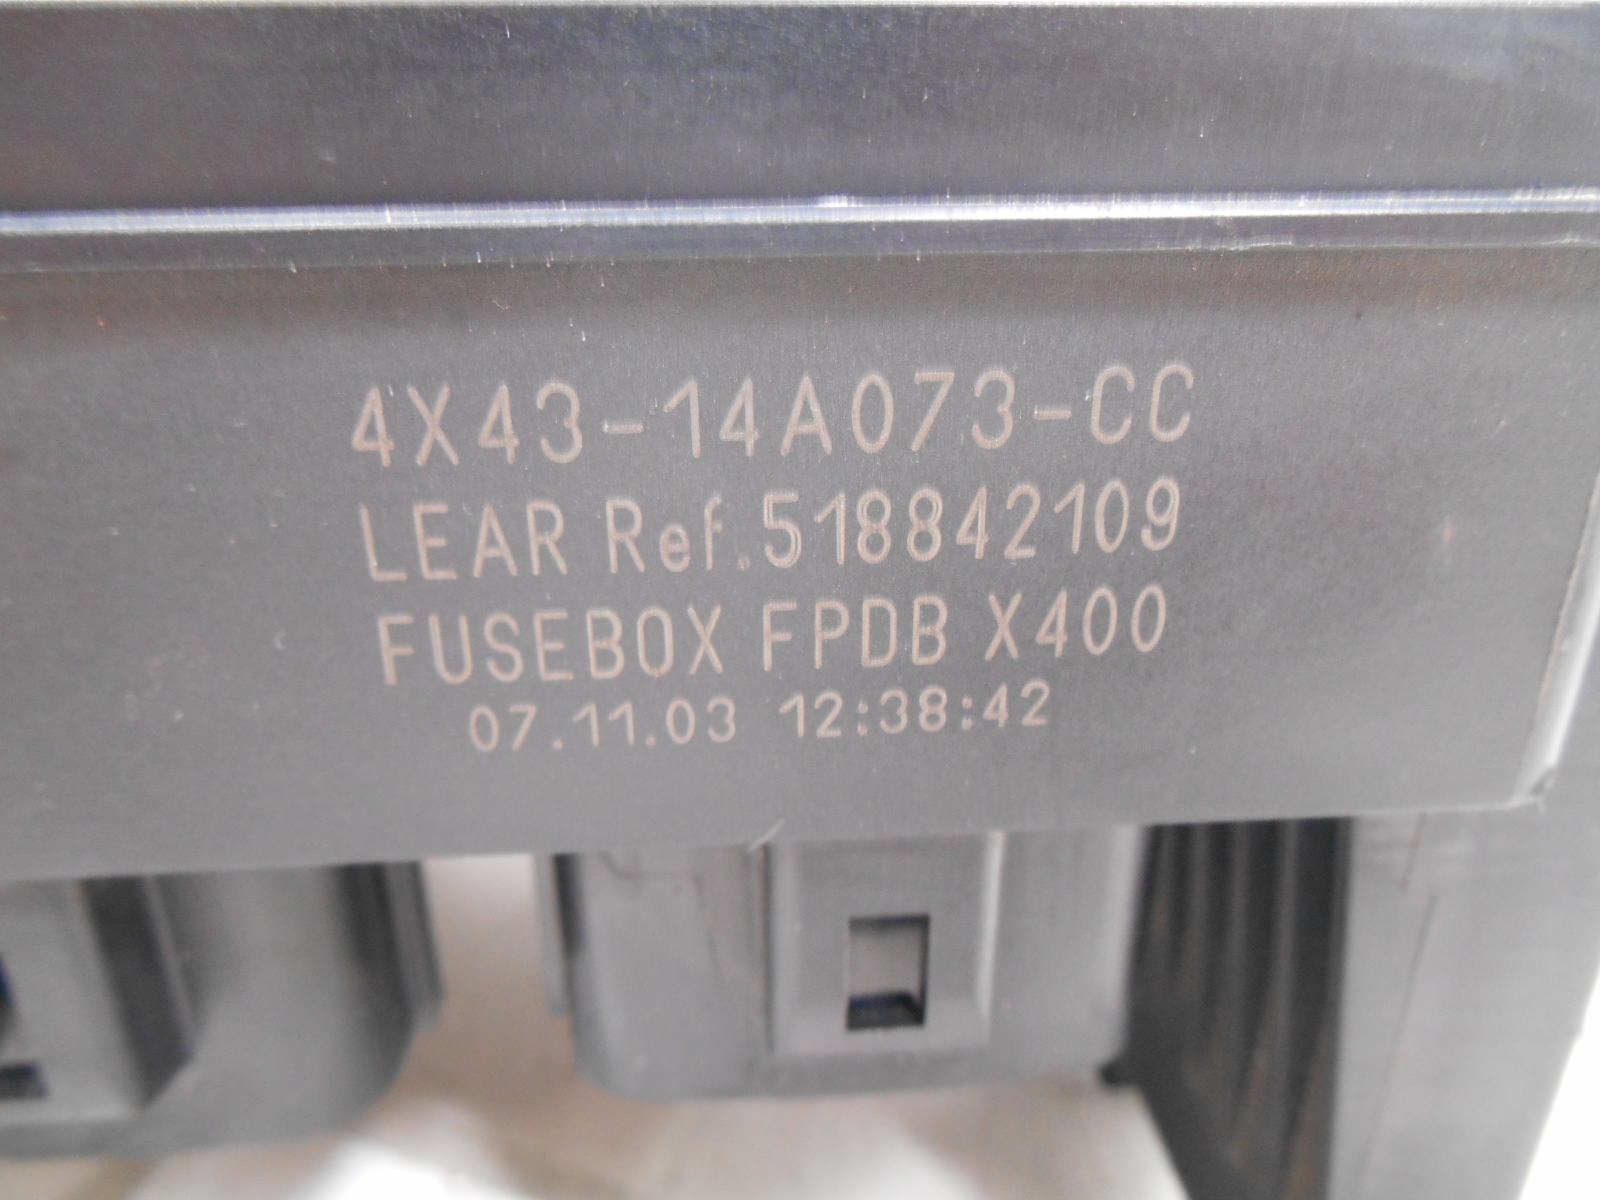 4X43-14A073-CC
LEAR Ref.518842109
FUSEBOX FPDB X400
07.11.03 12:38:42